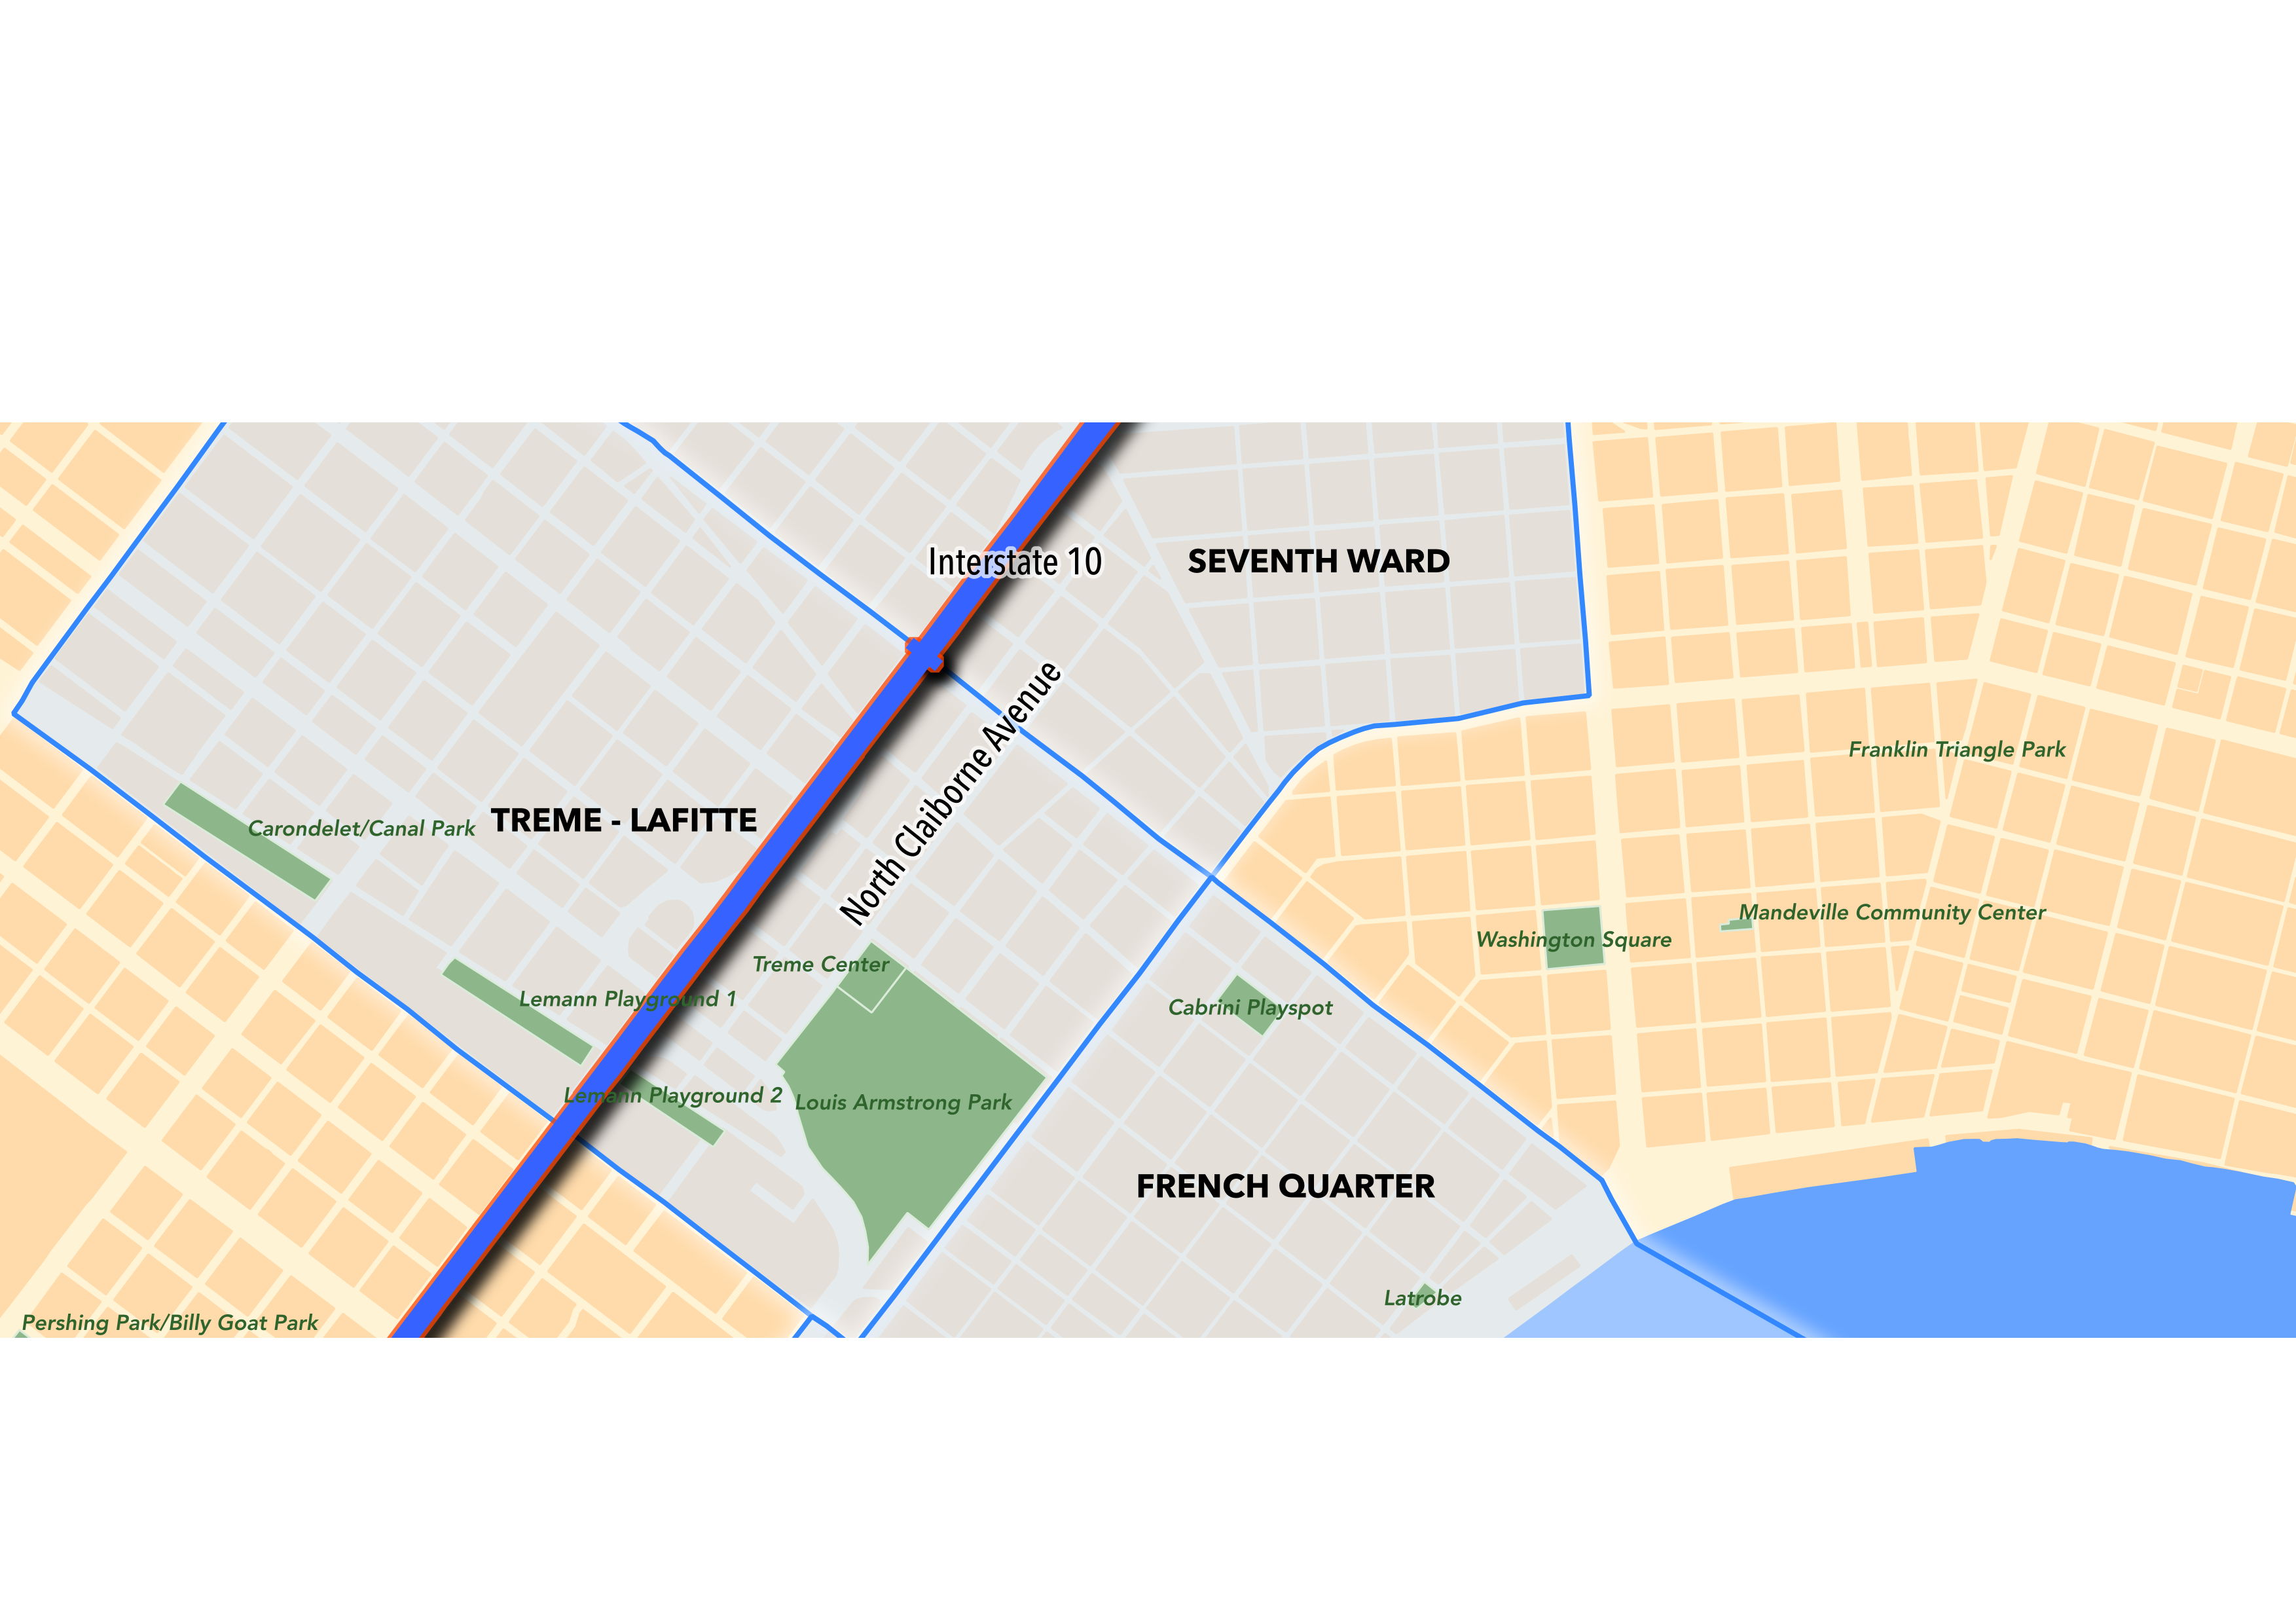 Interstate 10
SEVENTH WARD
North Claiborne Avenue
Franklin Triangle Park
TREME - LAFITTE
Carondelet/Canal Park
Mandeville Community Center
Washington Square
Treme Center
Lemann Playground 1
Cabrini Playspot
Lemann Playground 2
Louis Armstrong Park
FRENCH QUARTER
Latrobe
Pershing Park/Billy Goat Park